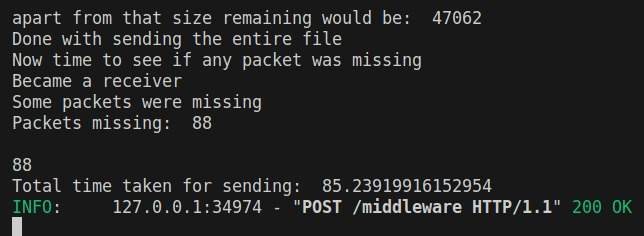 apart from that size remaining would be:  47062
Done with sending the entire file
Now time to see if any packet was missing
Became a receiver
Some packets were missing
Packets missing:  88
88
Total time taken for sending:  85.23919916152954
INFO:     127.0.0.1:34974 - "POST /middleware HTTP/1.1" 200 OK